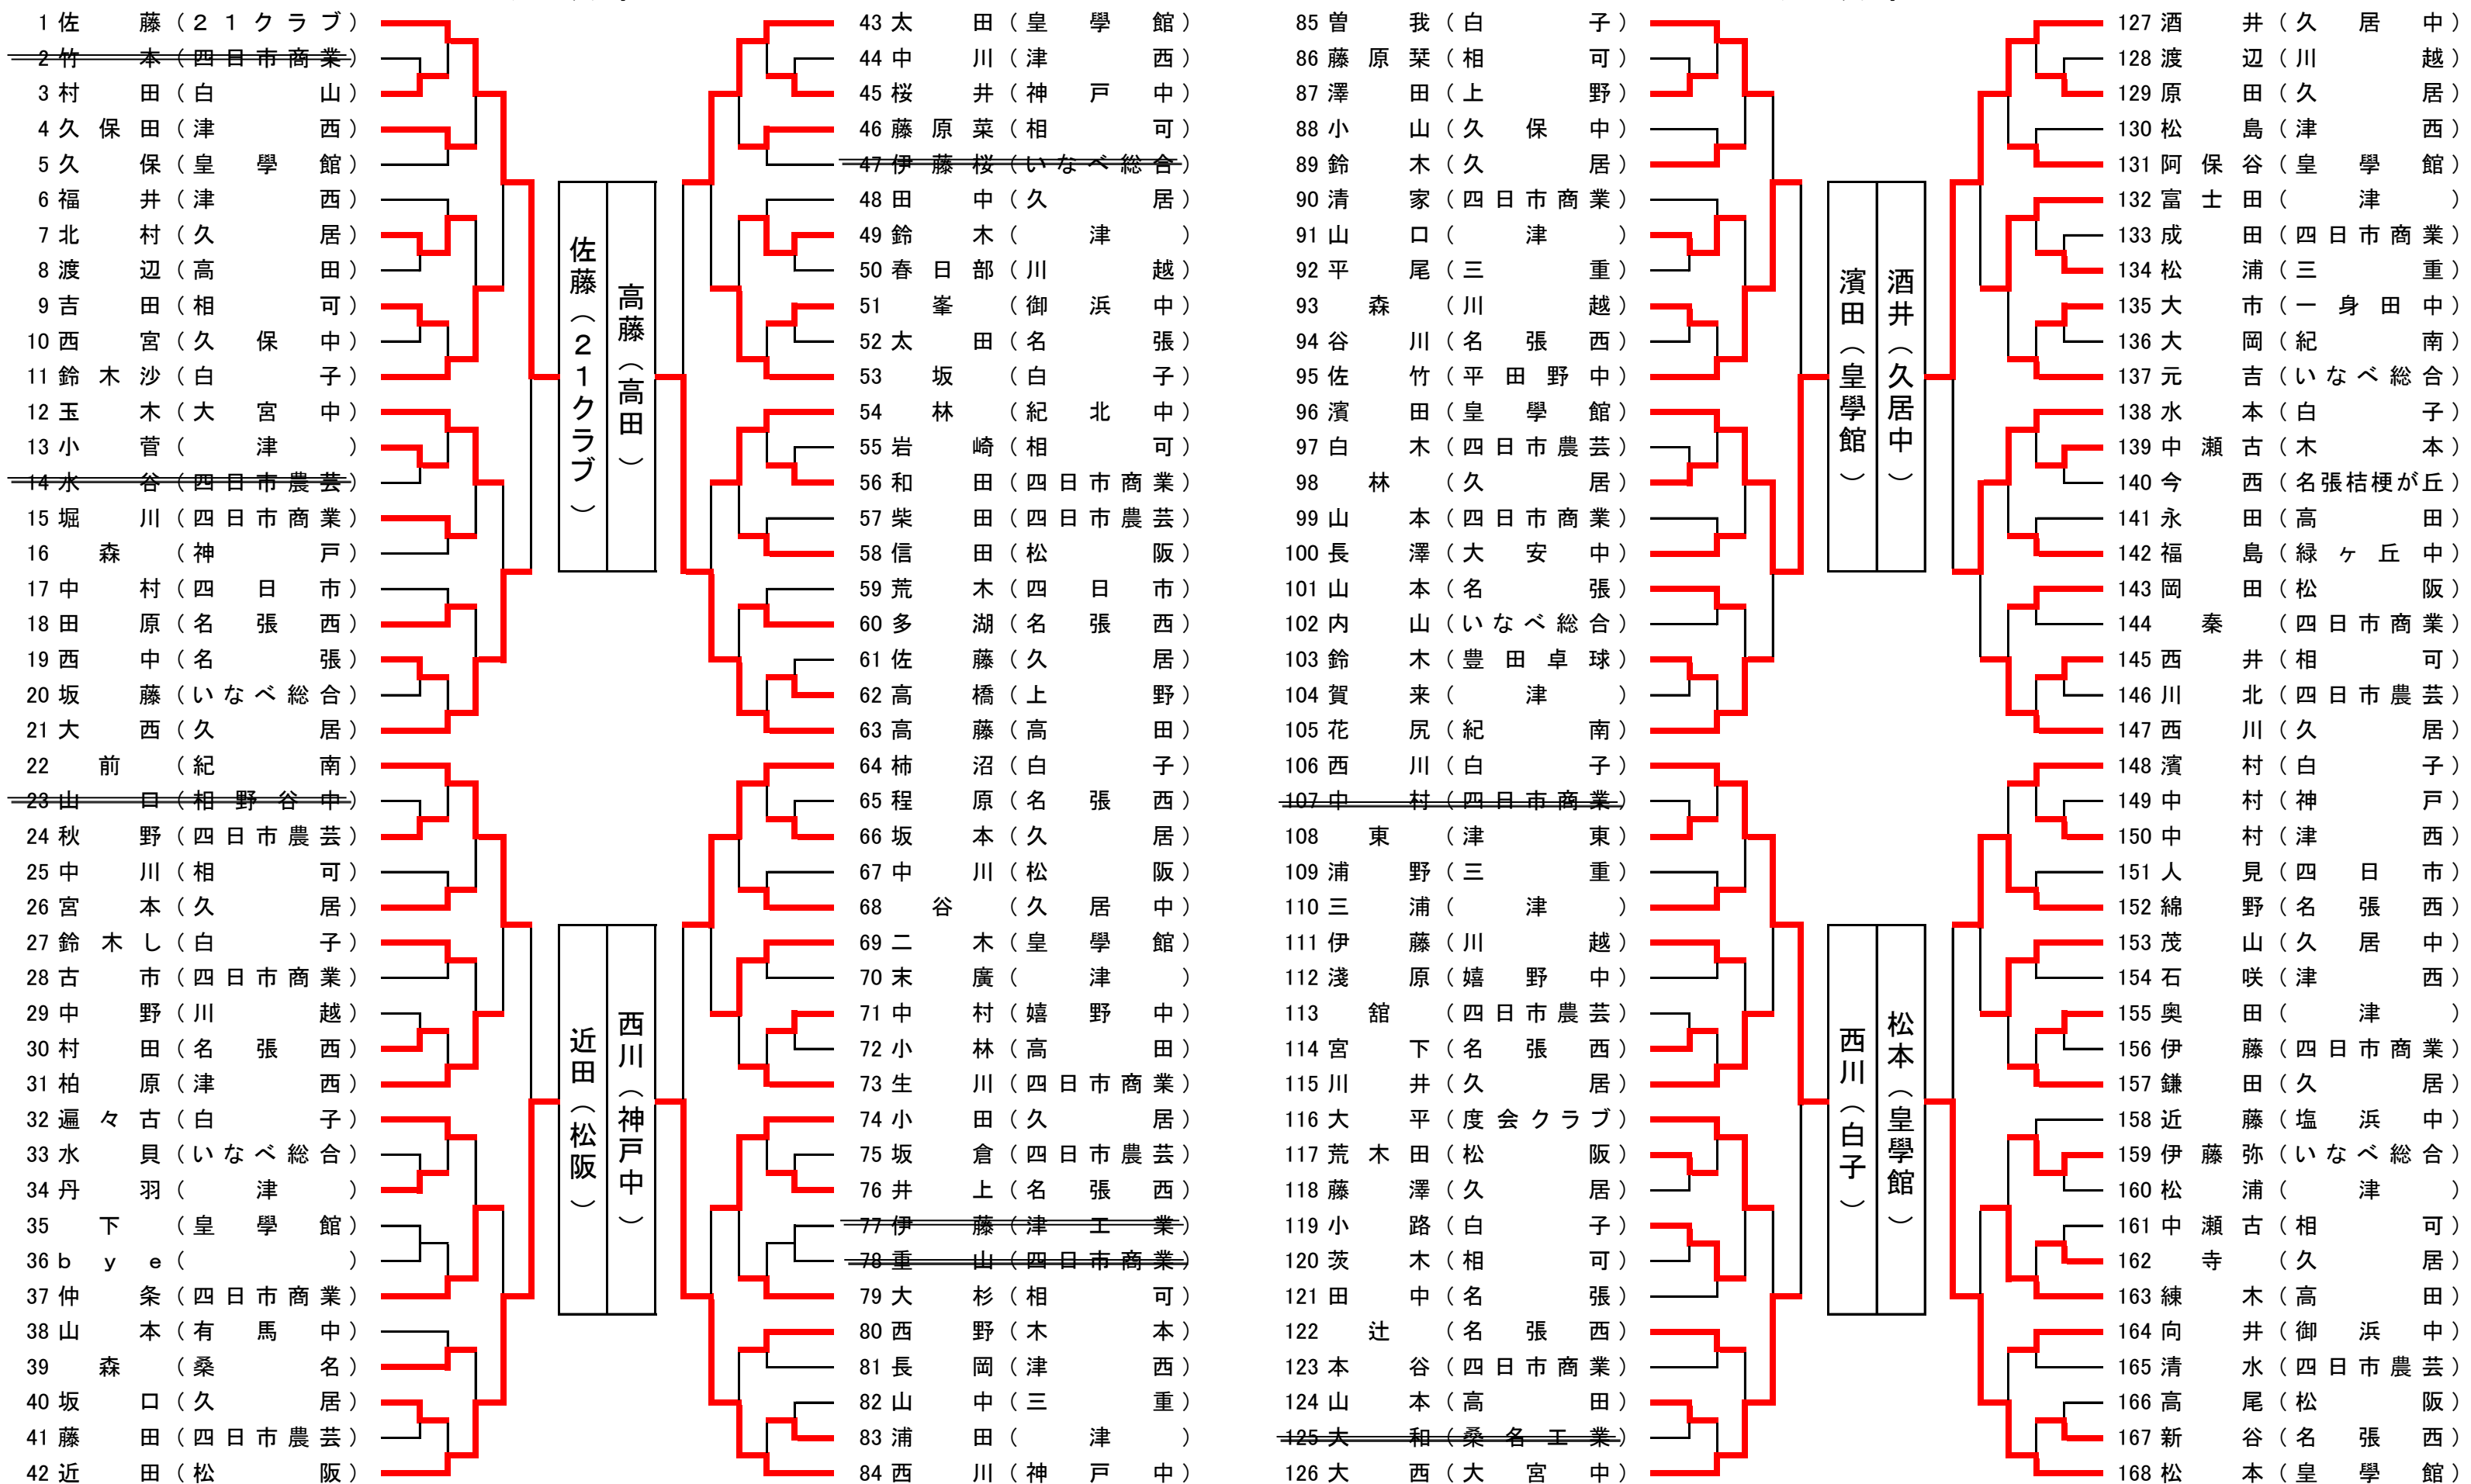 1 佐藤（２１クラブ）
2 竹本（四日市商業）
3 村田（白山）
4 久保田（津西）
5 久保（皇學館）
6 福井（津西）
7 北村（久居）
8 渡辺（高田）
9 吉田（相可）
10 西宮（久保中）
11 鈴木沙（白子）
12 玉木（大宮中）
13 小菅（津）
14 水谷（四日市農芸）
15 堀川（四日市商業）
16 森（神戸）
17 中村（四日市）
18 田原（名張西）
19 西中（名張）
20 坂藤（いなべ総合）
21 大西（久居）
22 前（紀南）
23 山口（相野谷中）
24 秋野（四日市農芸）
25 中川（相可）
26 宮本（久居）
27 鈴木し（白子）
28 古市（四日市商業）
29 中野（川越）
30 村田（名張西）
31 柏原（津西）
32 遍々古（白子）
33 水貝（いなべ総合）
34 丹羽（津）
35 下（皇學館）
36 ｂｙｅ（）
37 仲条（四日市商業）
38 山本（有馬中）
39 森（桑名）
40 坂口（久居）
41 藤田（四日市農芸）
42 近田（松阪）
佐藤（２１クラブ）
高藤（高田）
近田（松阪）
西川（神戸中）
43 太田（皇學館）
44 中川（津西）
45 桜井（神戸中）
46 藤原菜（相可）
47 伊藤桜（いなべ総合）
48 田中（久居）
49 鈴木（津）
50 春日部（川越）
51 峯（御浜中）
52 太田（名張）
53 坂（白子）
54 林（紀北中）
55 岩崎（相可）
56 和田（四日市商業）
57 柴田（四日市農芸）
58 信田（松阪）
59 荒木（四日市）
60 多湖（名張西）
61 佐藤（久居）
62 高橋（上野）
63 高藤（高田）
64 柿沼（白子）
65 程原（名張西）
66 坂本（久居）
67 中川（松阪）
68 谷（久居中）
69 二木（皇學館）
70 末廣（津）
71 中村（嬉野中）
72 小林（高田）
73 生川（四日市商業）
74 小田（久居）
75 坂倉（四日市農芸）
76 井上（名張西）
77 伊藤（津工業）
78 重山（四日市商業）
79 大杉（相可）
80 西野（木本）
81 長岡（津西）
82 山中（三重）
83 浦田（津）
84 西川（神戸中）
85 曽我（白子）
86 藤原栞（相可）
87 澤田（上野）
88 小山（久保中）
89 鈴木（久居）
90 清家（四日市商業）
91 山口（津）
92 平尾（三重）
93 森（川越）
94 谷川（名張西）
95 佐竹（平田野中）
96 濱田（皇學館）
97 白木（四日市農芸）
98 林（久居）
99 山本（四日市商業）
100 長澤（大安中）
101 山本（名張）
102 内山（いなべ総合）
103 鈴木（豊田卓球）
104 賀来（津）
105 花尻（紀南）
106 西川（白子）
107 中村（四日市商業）
108 東（津東）
109 浦野（三重）
110 三浦（津）
111 伊藤（川越）
112 淺原（嬉野中）
113 舘（四日市農芸）
114 宮下（名張西）
115 川井（久居）
116 大平（度会クラブ）
117 荒木田（松阪）
118 藤澤（久居）
119 小路（白子）
120 茨木（相可）
121 田中（名張）
122 辻（名張西）
123 本谷（四日市商業）
124 山本（高田）
125 大和（桑名工業）
126 大西（大宮中）
濱田（皇學館）
酒井（久居中）
西川（白子）
松本（皇學館）
127 酒井（久居中）
128 渡辺（川越）
129 原田（久居）
130 松島（津西）
131 阿保谷（皇學館）
132 富士田（津）
133 成田（四日市商業）
134 松浦（三重）
135 大市（一身田中）
136 大岡（紀南）
137 元吉（いなべ総合）
138 水本（白子）
139 中瀬古（木本）
140 今西（名張桔梗が丘）
141 永田（高田）
142 福島（緑ヶ丘中）
143 岡田（松阪）
144 秦（四日市商業）
145 西井（相可）
146 川北（四日市農芸）
147 西川（久居）
148 濱村（白子）
149 中村（神戸）
150 中村（津西）
151 人見（四日市）
152 綿野（名張西）
153 茂山（久居中）
154 石咲（津西）
155 奥田（津）
156 伊藤（四日市商業）
157 鎌田（久居）
158 近藤（塩浜中）
159 伊藤弥（いなべ総合）
160 松浦（津）
161 中瀬古（相可）
162 寺（久居）
163 練木（高田）
164 向井（御浜中）
165 清水（四日市農芸）
166 高尾（松阪）
167 新谷（名張西）
168 松本（皇學館）